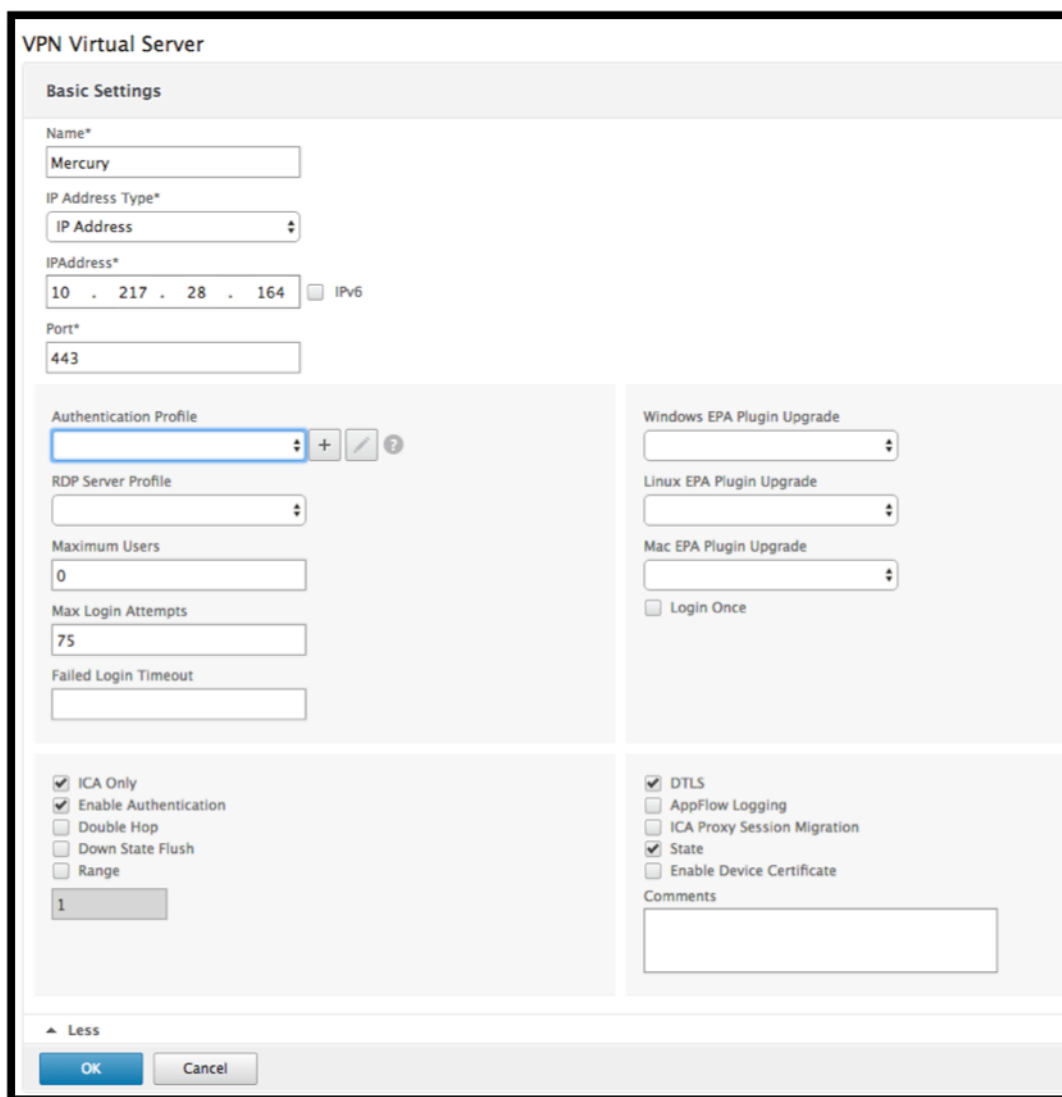 VPN Virtual Server
Basic Settings
Name*
Mercury
IP Address Type*
IP Address
IPAddress*
10 . 217 . 28 . 164 IPv6
Port*
443
Authentication Profile
+ ?
RDP Server Profile
Maximum Users
0
Max Login Attempts
75
Failed Login Timeout
Windows EPA Plugin Upgrade
Linux EPA Plugin Upgrade
Mac EPA Plugin Upgrade
Login Once
ICA Only
Enable Authentication
Double Hop
Down State Flush
Range
1
DTLS
AppFlow Logging
ICA Proxy Session Migration
State
Enable Device Certificate
Comments
Less
OK Cancel